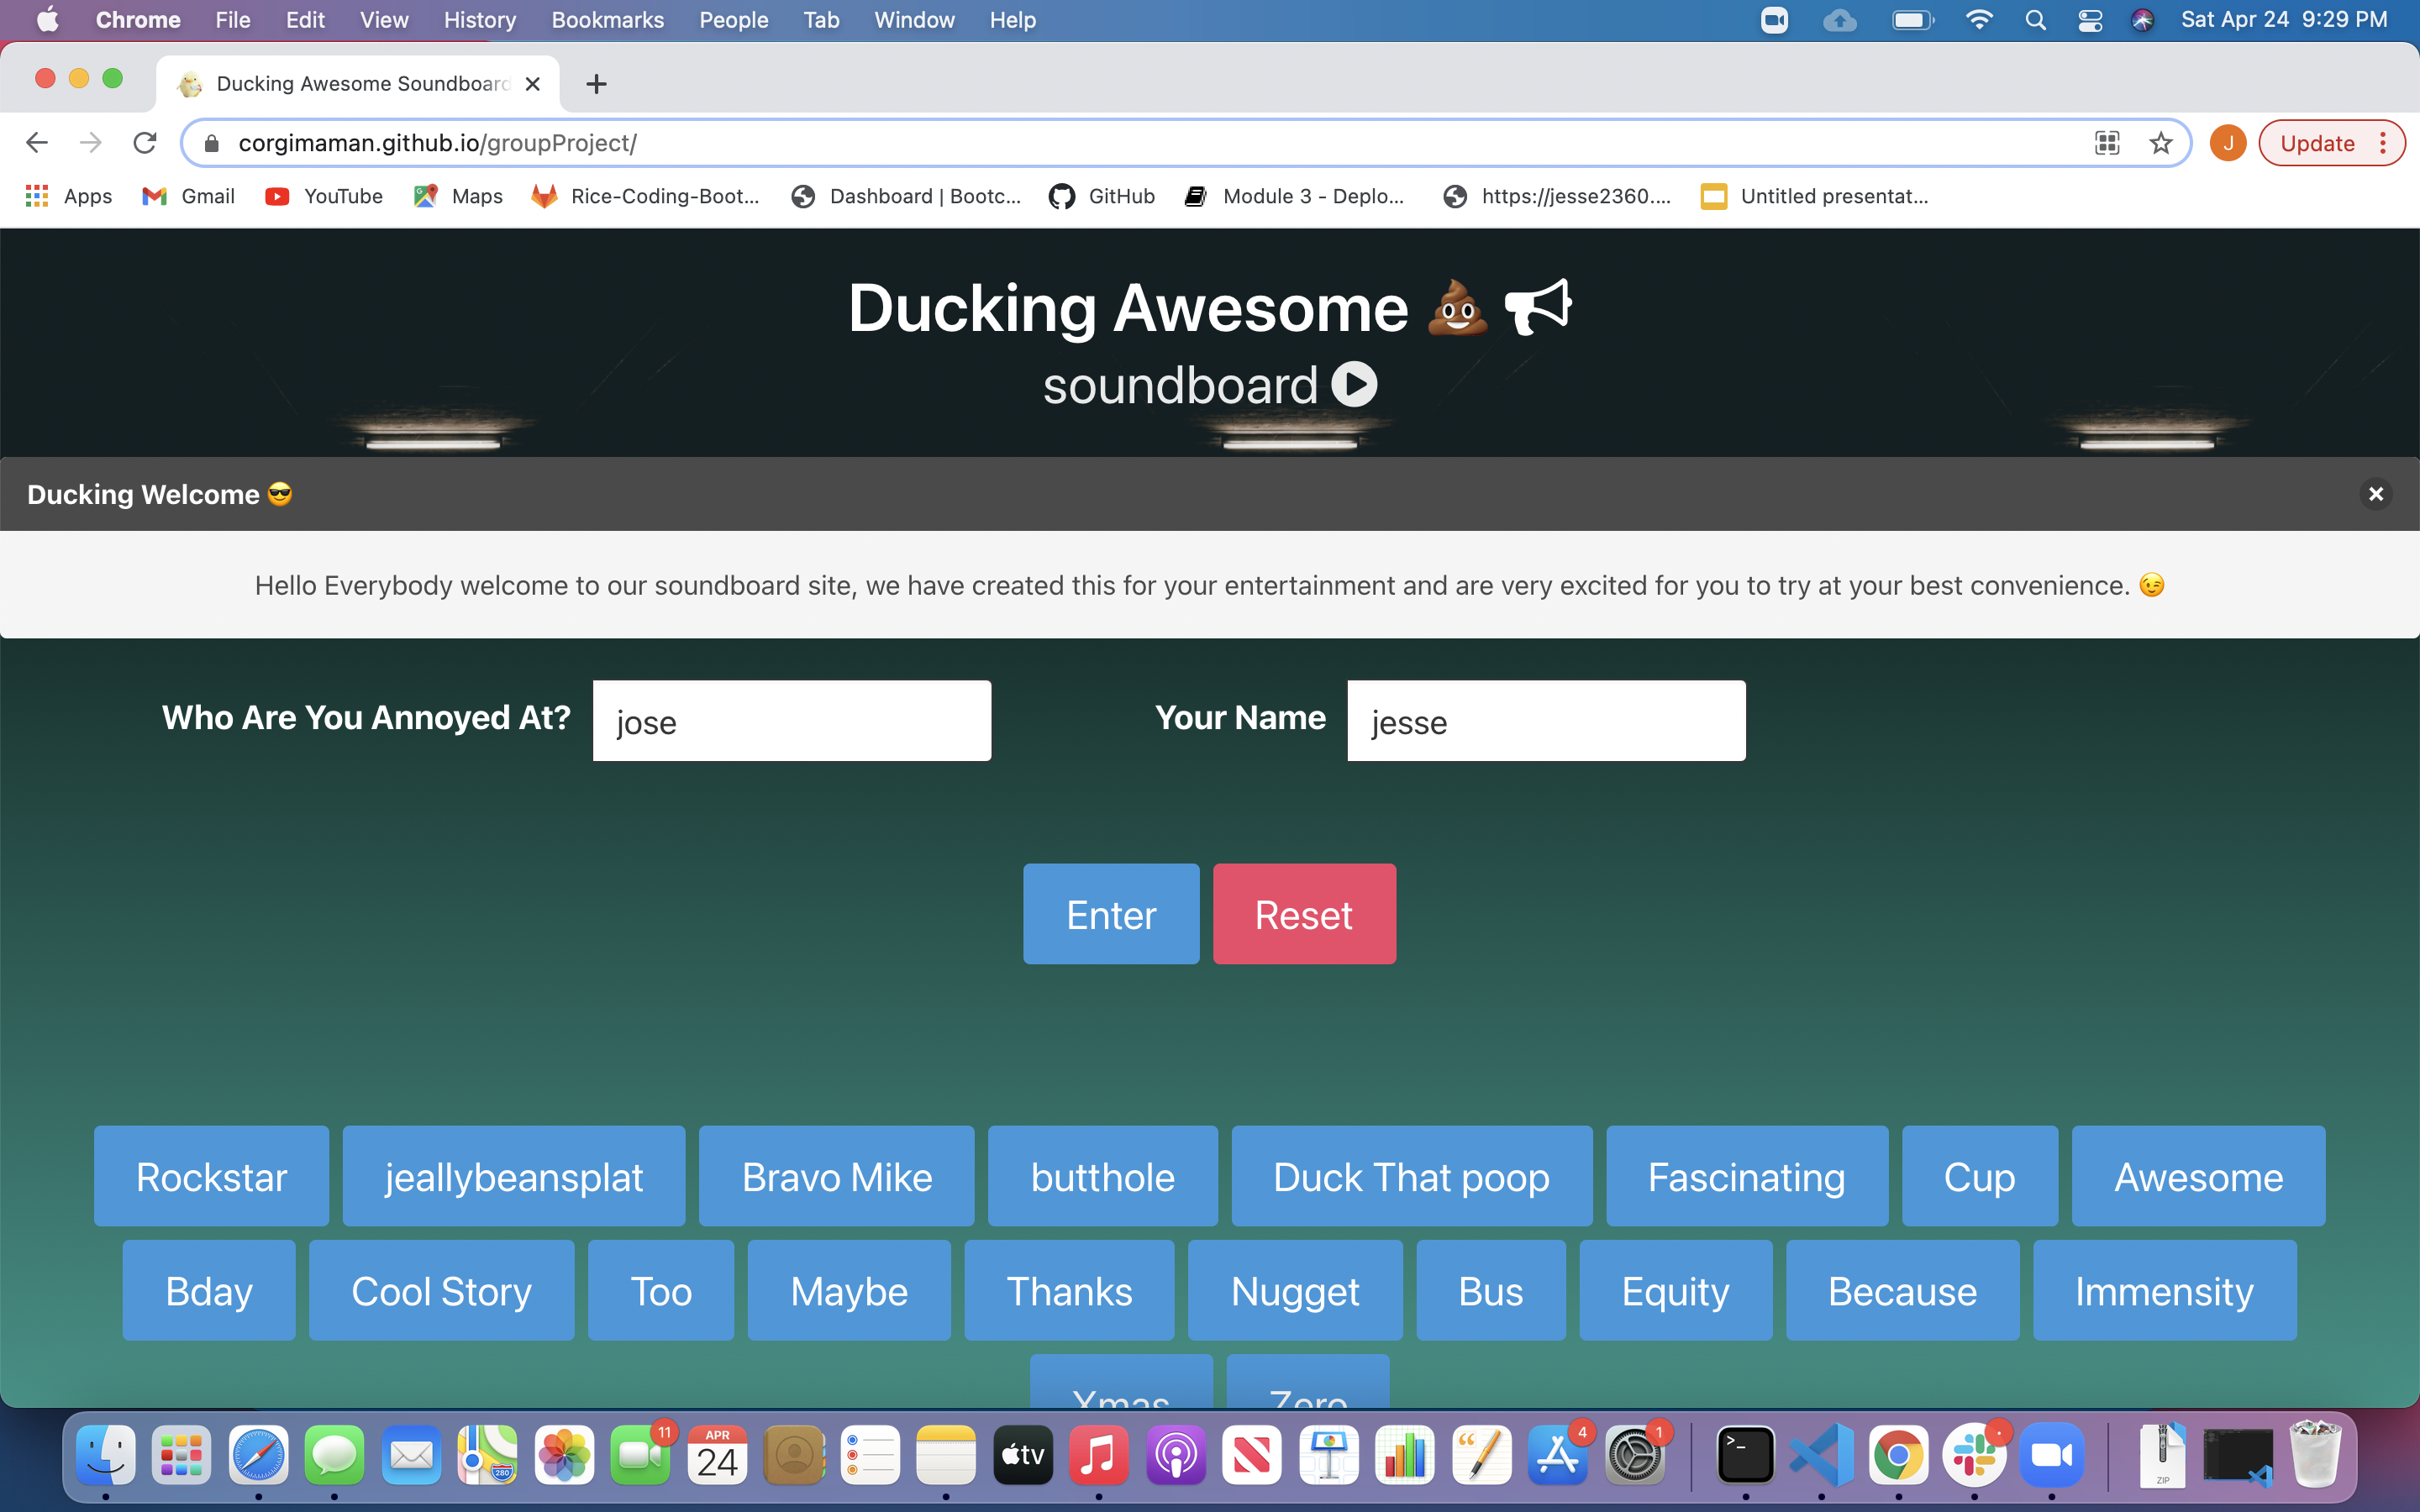 Chrome File Edit View History Bookmarks People Tab Window Help Sat Apr 24 9:29 PM
Ducking Awesome Soundboard
corgimaman.github.io/groupProject/ J Update
Apps Gmail YouTube Maps Rice-Coding-Boot... Dashboard | Bootc... GitHub Module 3 - Deplo... https://jesse2360.... Untitled presentat...
Ducking Awesome 💩
soundboard
Ducking Welcome 😎
Hello Everybody welcome to our soundboard site, we have created this for your entertainment and are very excited for you to try at your best convenience. 😉
Who Are You Annoyed At? jose Your Name jesse
Enter Reset
Rockstar jeallybeansplat Bravo Mike butthole Duck That poop Fascinating Cup Awesome
Bday Cool Story Too Maybe Thanks Nugget Bus Equity Because Immensity
Xmas Zero
11 APR 24 280 tv 4 1 >_ ZIP